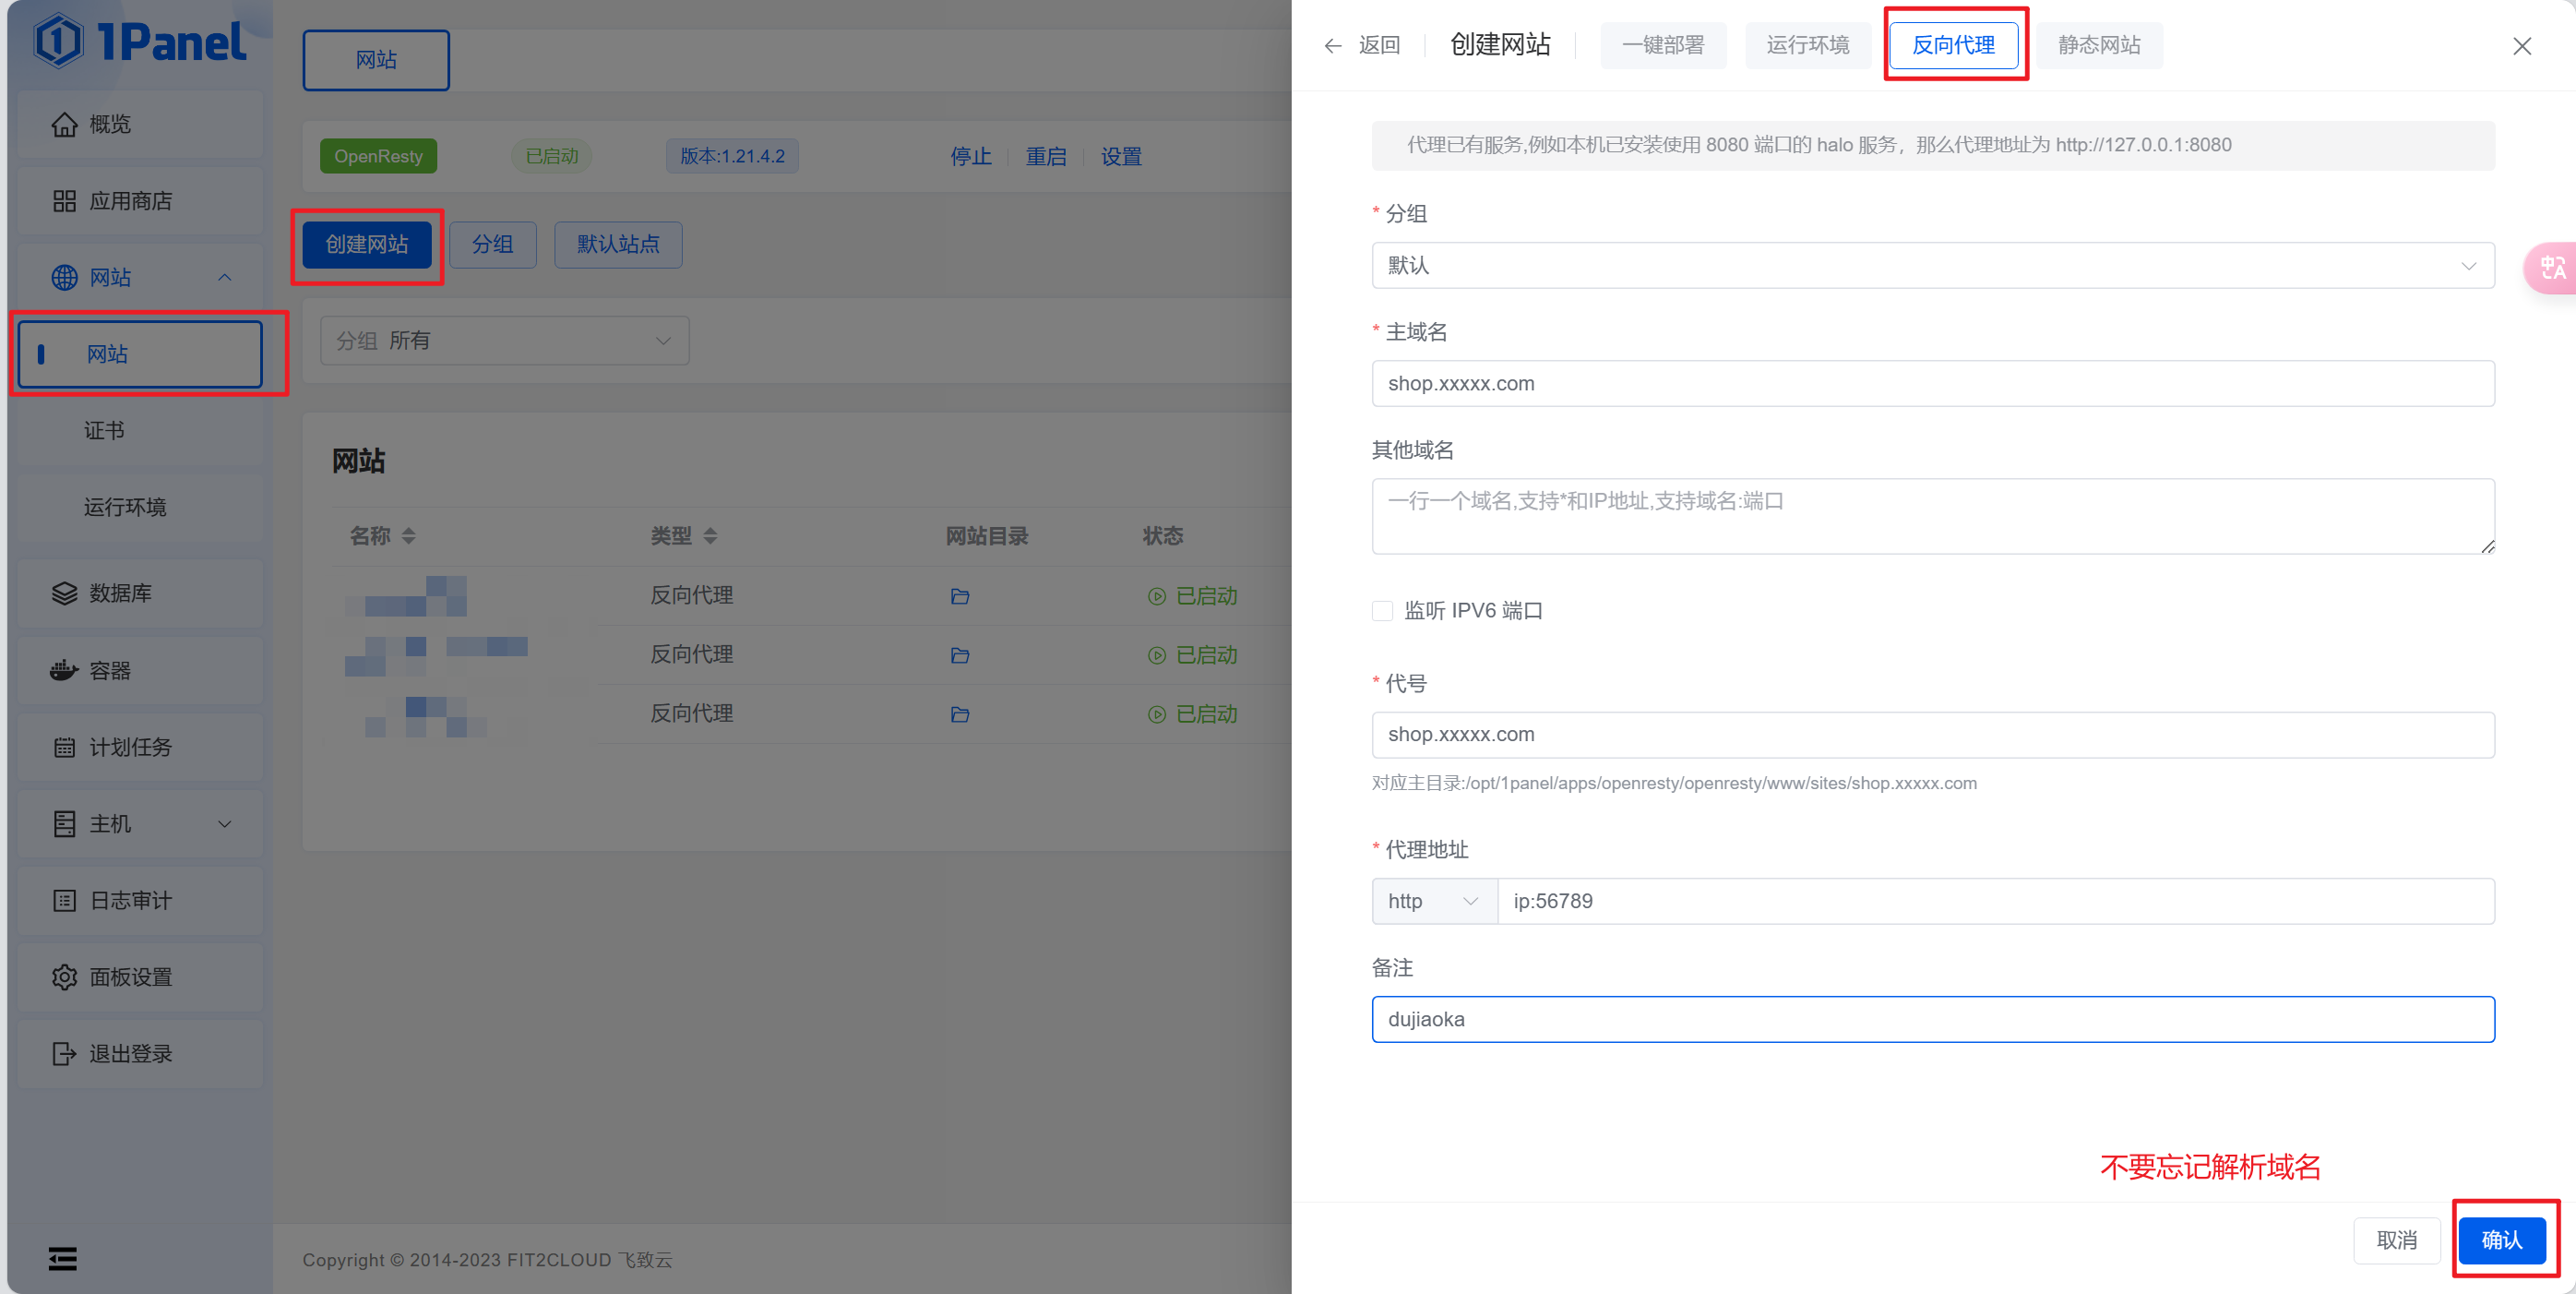 1Panel
概览
应用商店
网站
网站
证书
运行环境
数据库
容器
计划任务
主机
日志审计
面板设置
退出登录
网站
OpenResty
已启动
版本:1.21.4.2
停止
重启
设置
创建网站
分组
默认站点
分组 所有
网站
名称 类型 网站目录 状态
反向代理 已启动
反向代理 已启动
反向代理 已启动
Copyright © 2014-2023 FIT2CLOUD 飞致云
返回
创建网站
一键部署
运行环境
反向代理
静态网站
代理已有服务,例如本机已安装使用 8080 端口的 halo 服务，那么代理地址为 http://127.0.0.1:8080
* 分组
默认
* 主域名
shop.xxxxx.com
其他域名
一行一个域名,支持*和IP地址,支持域名:端口
监听 IPV6 端口
* 代号
shop.xxxxx.com
对应主目录:/opt/1panel/apps/openresty/openresty/www/sites/shop.xxxxx.com
* 代理地址
http ip:56789
备注
dujiaoka
不要忘记解析域名
取消
确认
中A